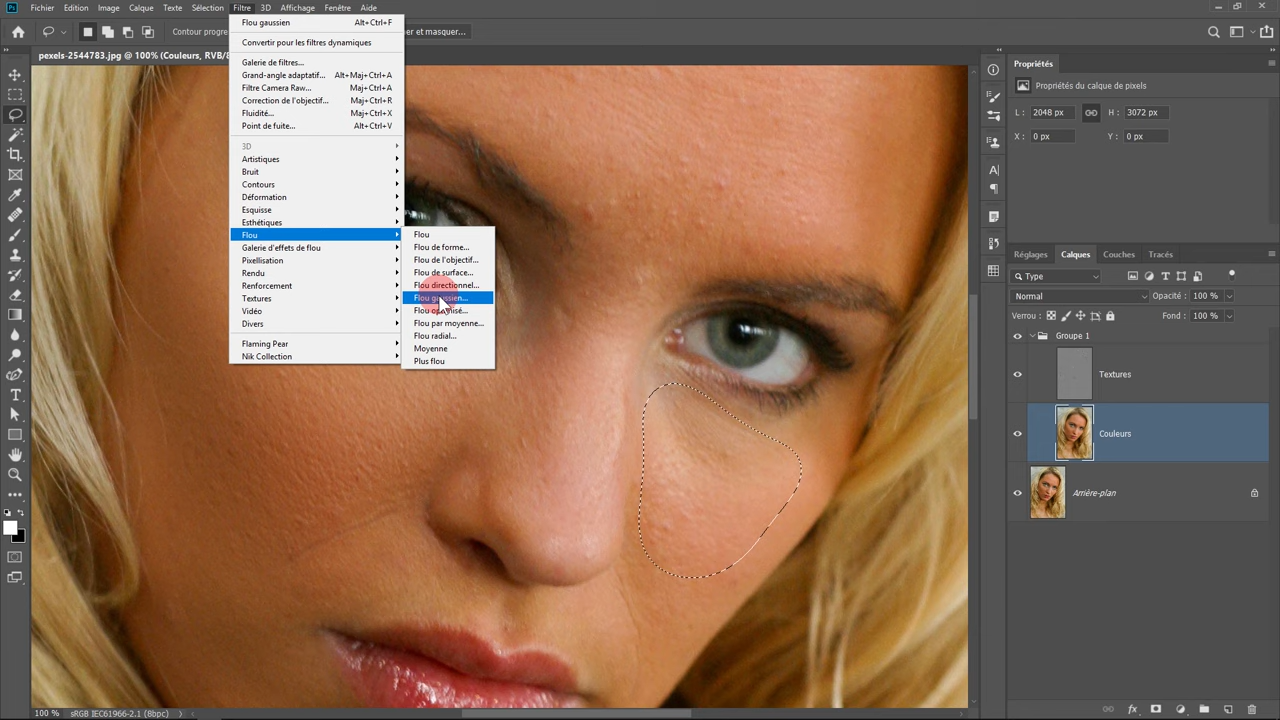 Ps Fichier Edition Image Calque Texte Sélection Filtre 3D Affichage Fenêtre Aide
Contour progre
er et masquer...
pexels-2544783.jpg @ 100% (Couleurs, RVB/8
Flou gaussien Alt+Ctrl+F
Convertir pour les filtres dynamiques
Galerie de filtres...
Grand-angle adaptatif... Alt+Maj+Ctrl+A
Filtre Camera Raw... Maj+Ctrl+A
Correction de l'objectif... Maj+Ctrl+R
Fluidité... Maj+Ctrl+X
Point de fuite... Alt+Ctrl+V
3D
Artistiques
Bruit
Contours
Déformation
Esquisse
Esthétiques
Flou
Galerie d'effets de flou
Pixellisation
Rendu
Renforcement
Textures
Vidéo
Divers
Flaming Pear
Nik Collection
Flou
Flou de forme...
Flou de l'objectif...
Flou de surface...
Flou directionnel...
Flou gaussien...
Flou optimisé...
Flou par moyenne...
Flou radial...
Moyenne
Plus flou
Propriétés
Propriétés du calque de pixels
L : 2048 px H : 3072 px
X : 0 px Y : 0 px
Réglages Calques Couches Tracés
Type
Normal Opacité : 100 %
Verrou : Fond : 100 %
Groupe 1
Textures
Couleurs
Arrière-plan
100 % sRGB IEC61966-2.1 (8bpc)